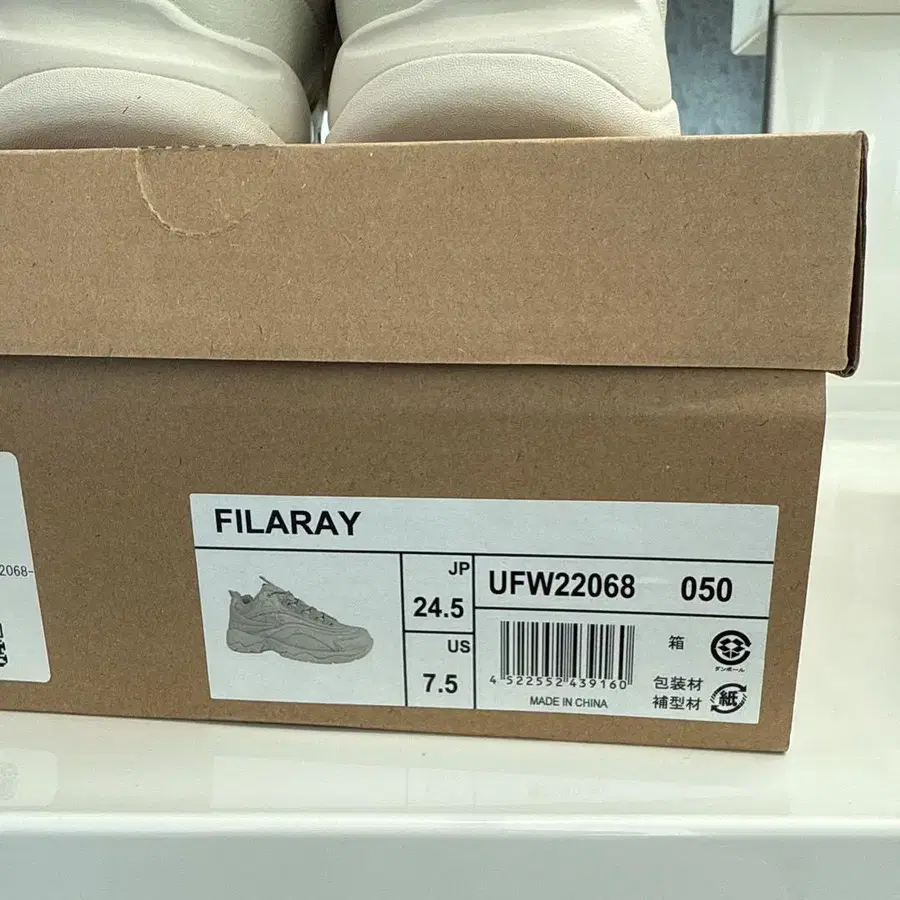 FILARAY
2068-
JP
24.5
US
7.5
UFW22068 050
4 522552 439160
MADE IN CHINA
箱
ダンボール
包装材
補型材
紙